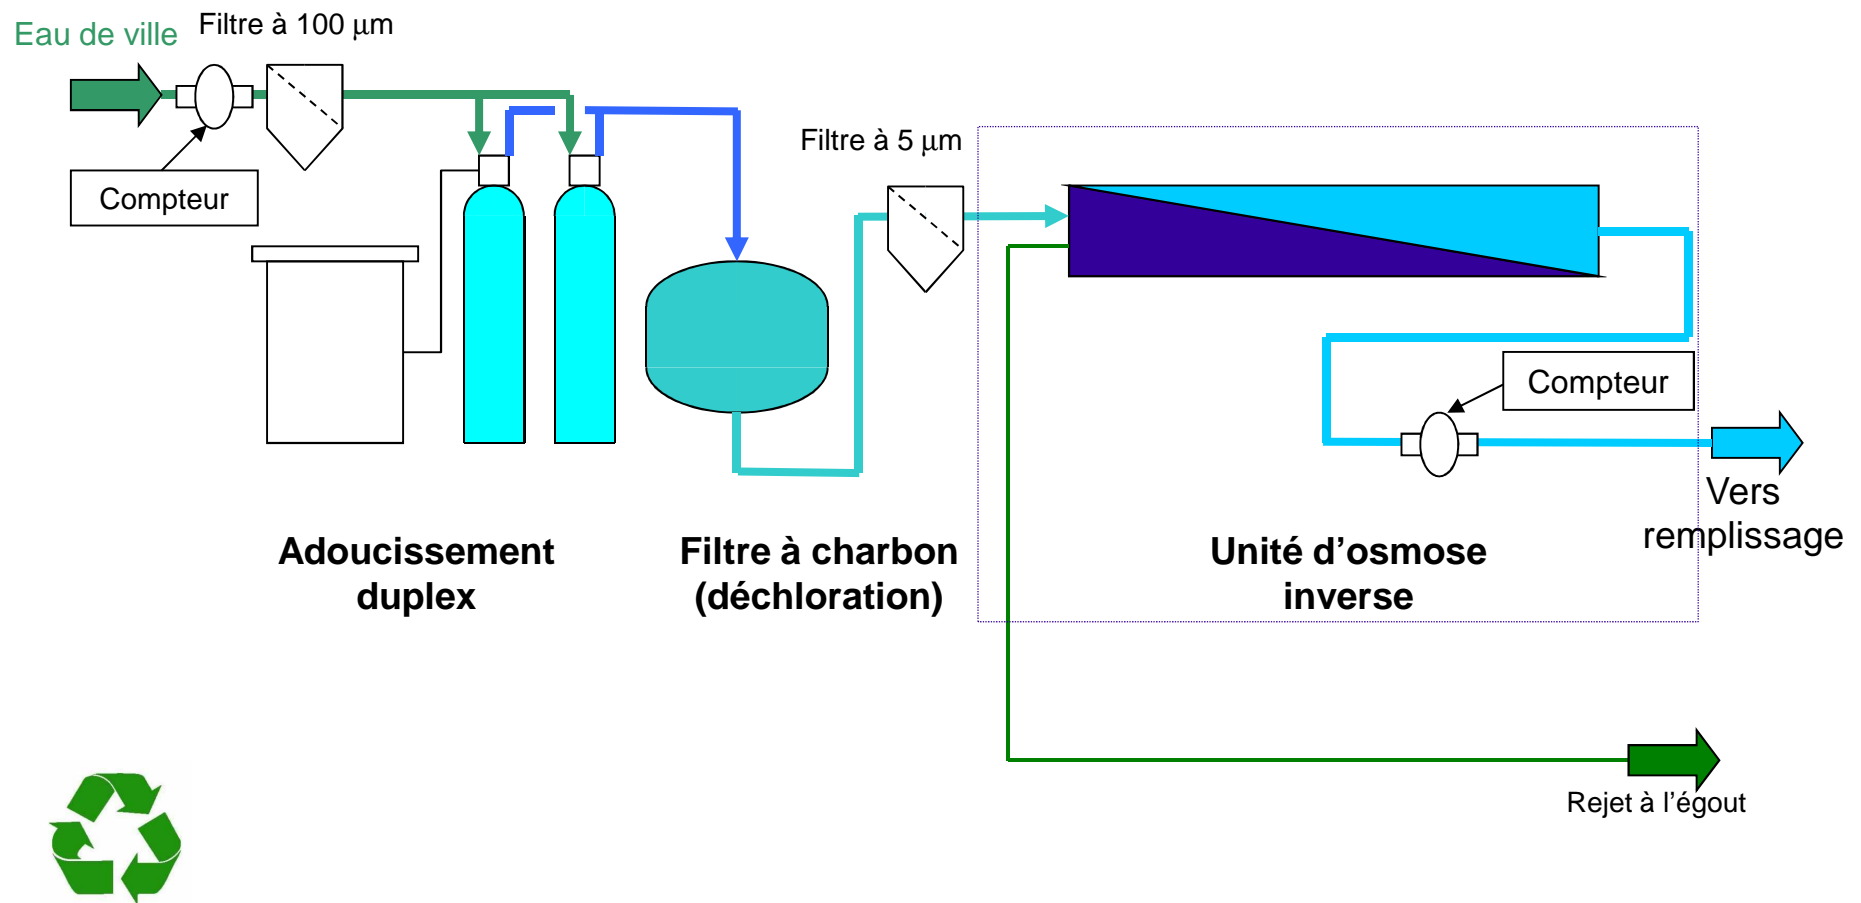 Eau de ville
Filtre à 100 μm
Compteur
Filtre à 5 μm
Compteur
Vers
remplissage
Adoucissement
duplex
Filtre à charbon
(déchloration)
Unité d’osmose
inverse
Rejet à l’égout